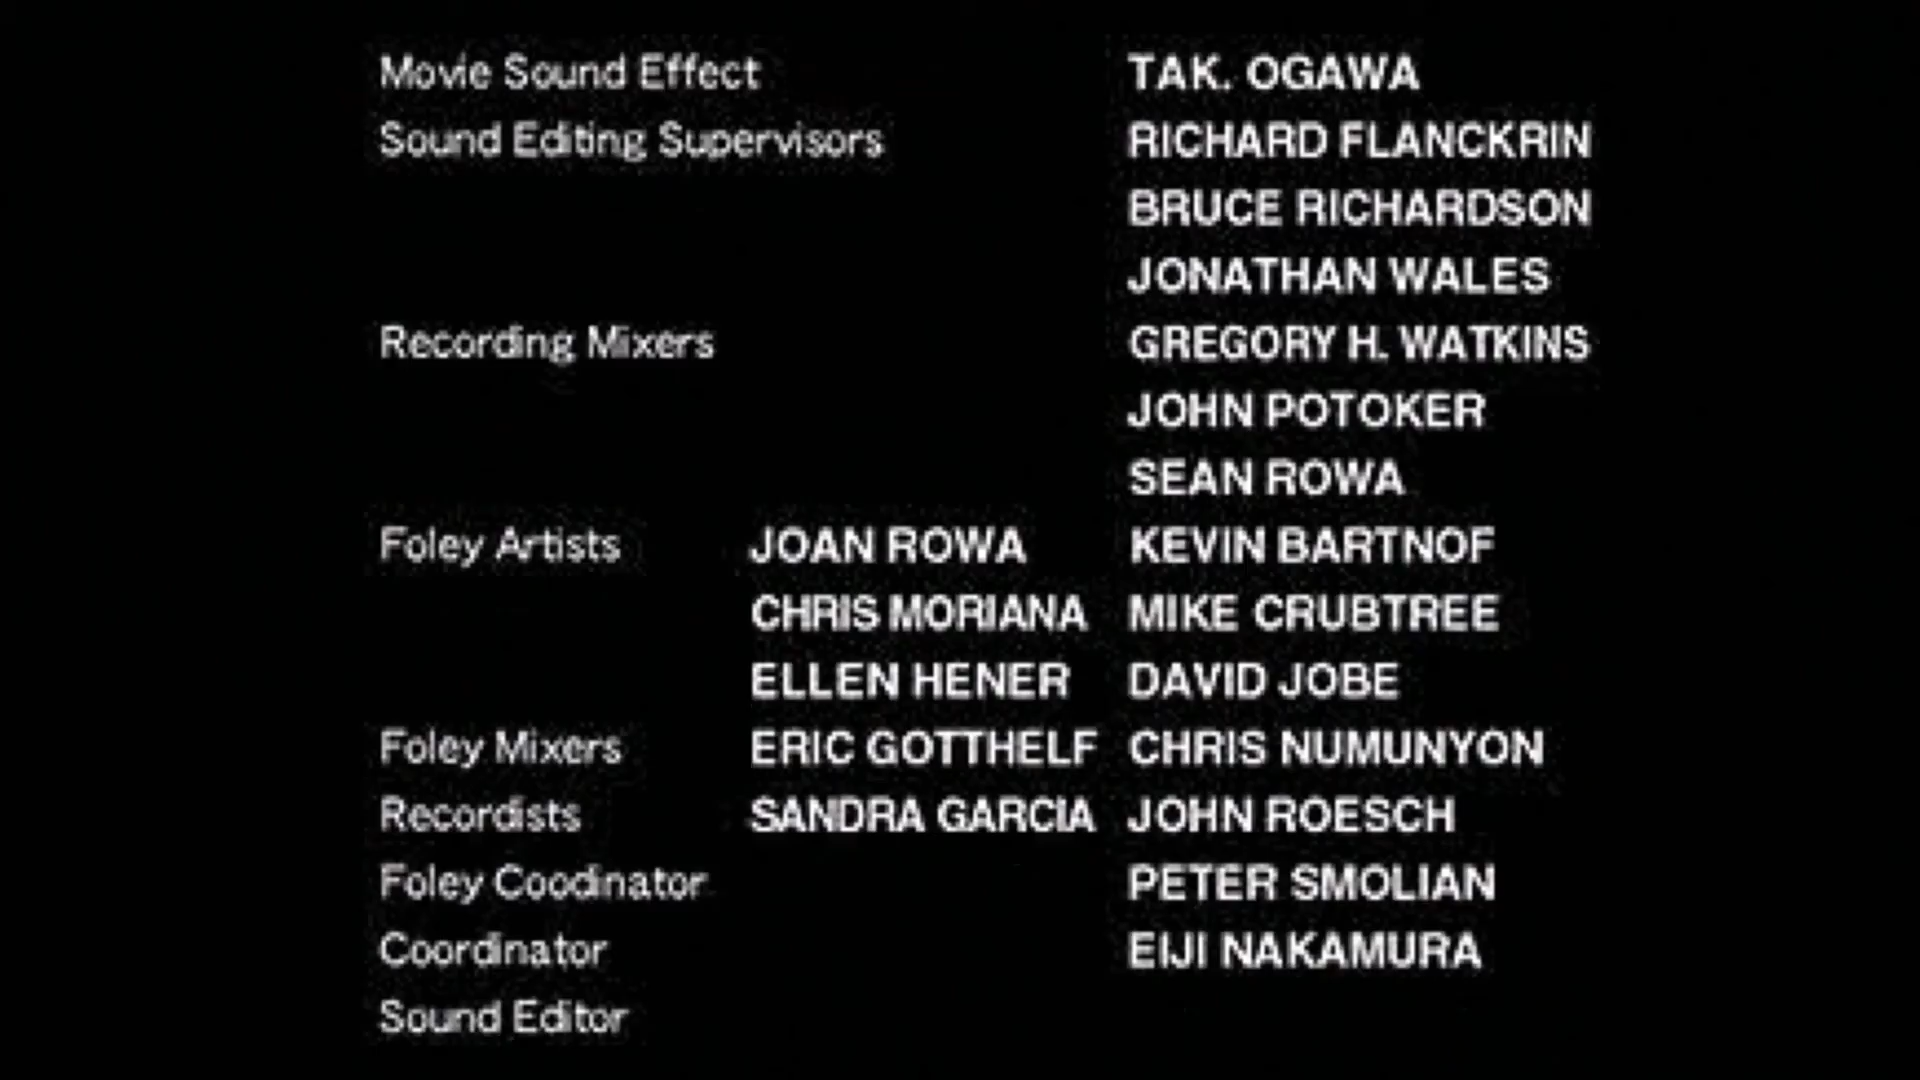 Movie Sound Effect TAK. OGAWA
Sound Editing Supervisors RICHARD FLANCKRIN
BRUCE RICHARDSON
JONATHAN WALES
Recording Mixers GREGORY H. WATKINS
JOHN POTOKER
SEAN ROWA
Foley Artists JOAN ROWA KEVIN BARTNOF
CHRIS MORIANA MIKE CRUBTREE
ELLEN HENER DAVID JOBE
Foley Mixers ERIC GOTTHELF CHRIS NUMUNYON
Recordists SANDRA GARCIA JOHN ROESCH
Foley Coodinator PETER SMOLIAN
Coordinator EIJI NAKAMURA
Sound Editor